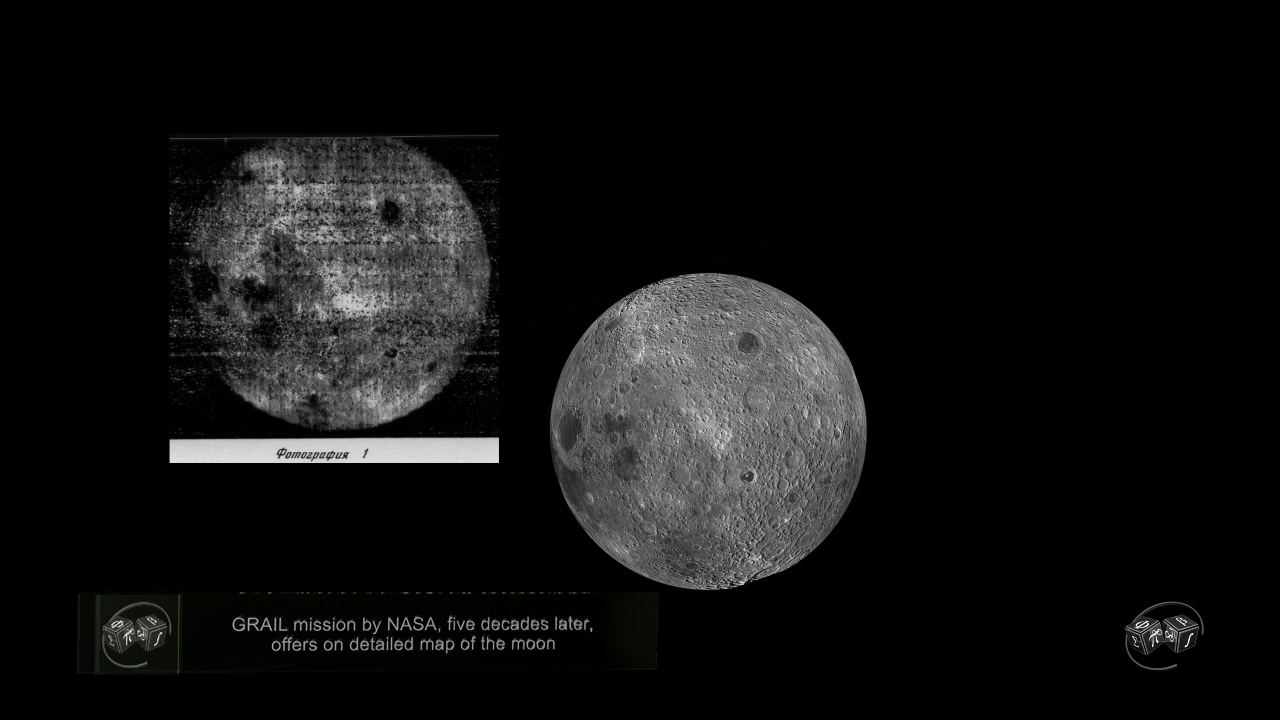 Фотография 1
GRAIL mission by NASA, five decades later,
offers on detailed map of the moon